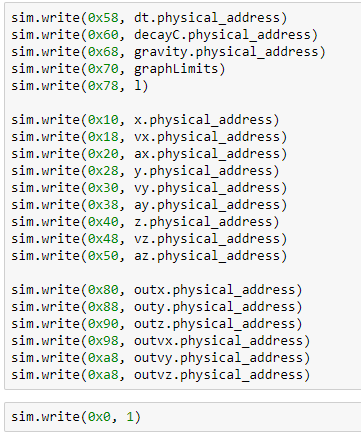 sim.write(0x58, dt.physical_address)
sim.write(0x60, decayC.physical_address)
sim.write(0x68, gravity.physical_address)
sim.write(0x70, graphLimits)
sim.write(0x78, l)
sim.write(0x10, x.physical_address)
sim.write(0x18, vx.physical_address)
sim.write(0x20, ax.physical_address)
sim.write(0x28, y.physical_address)
sim.write(0x30, vy.physical_address)
sim.write(0x38, ay.physical_address)
sim.write(0x40, z.physical_address)
sim.write(0x48, vz.physical_address)
sim.write(0x50, az.physical_address)
sim.write(0x80, outx.physical_address)
sim.write(0x88, outy.physical_address)
sim.write(0x90, outz.physical_address)
sim.write(0x98, outvx.physical_address)
sim.write(0xa8, outvy.physical_address)
sim.write(0xa8, outvz.physical_address)
sim.write(0x0, 1)